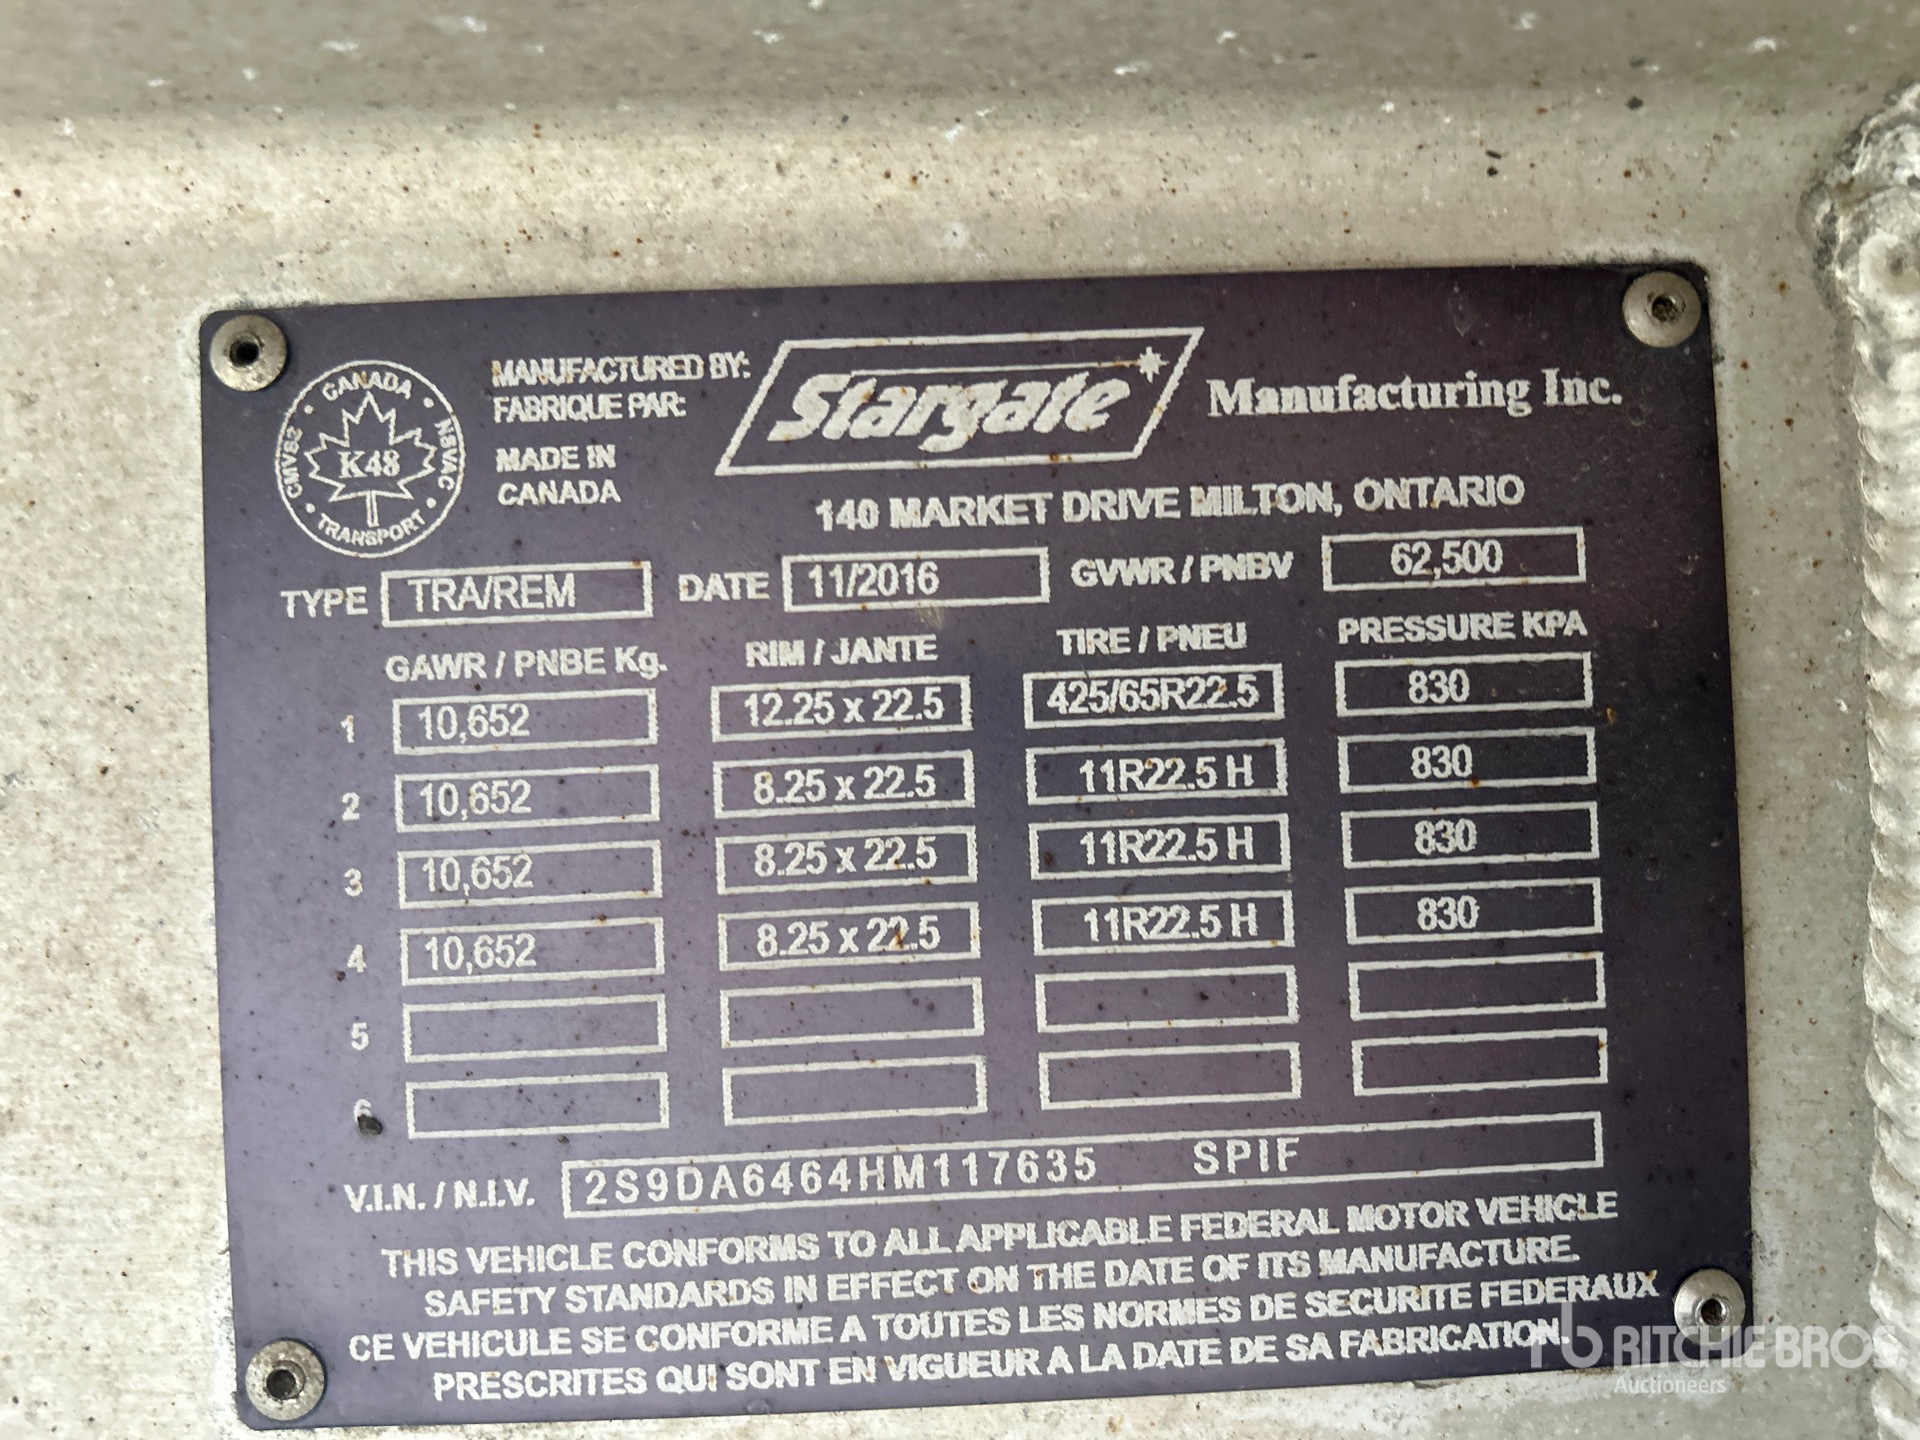 CANADA
CMVSS
NSVAC
K48
TRANSPORT
MANUFACTURED BY:
FABRIQUE PAR:
MADE IN
CANADA
Stargate Manufacturing Inc.
140 MARKET DRIVE MILTON, ONTARIO
TYPE TRA/REM DATE 11/2016 GVWR / PNBV 62,500
GAWR / PNBE Kg. RIM / JANTE TIRE / PNEU PRESSURE KPA
1 10,652 12.25 x 22.5 425/65R22.5 830
2 10,652 8.25 x 22.5 11R22.5 H 830
3 10,652 8.25 x 22.5 11R22.5 H 830
4 10,652 8.25 x 22.5 11R22.5 H 830
5
6
V.I.N. / N.I.V. 2S9DA6464HM117635 SPIF
THIS VEHICLE CONFORMS TO ALL APPLICABLE FEDERAL MOTOR VEHICLE
SAFETY STANDARDS IN EFFECT ON THE DATE OF ITS MANUFACTURE.
CE VEHICULE SE CONFORME A TOUTES LES NORMES DE SECURITE FEDERAUX
PRESCRITES QUI SONT EN VIGUEUR A LA DATE DE SA FABRICATION.
RITCHIE BROS.
Auctioneers